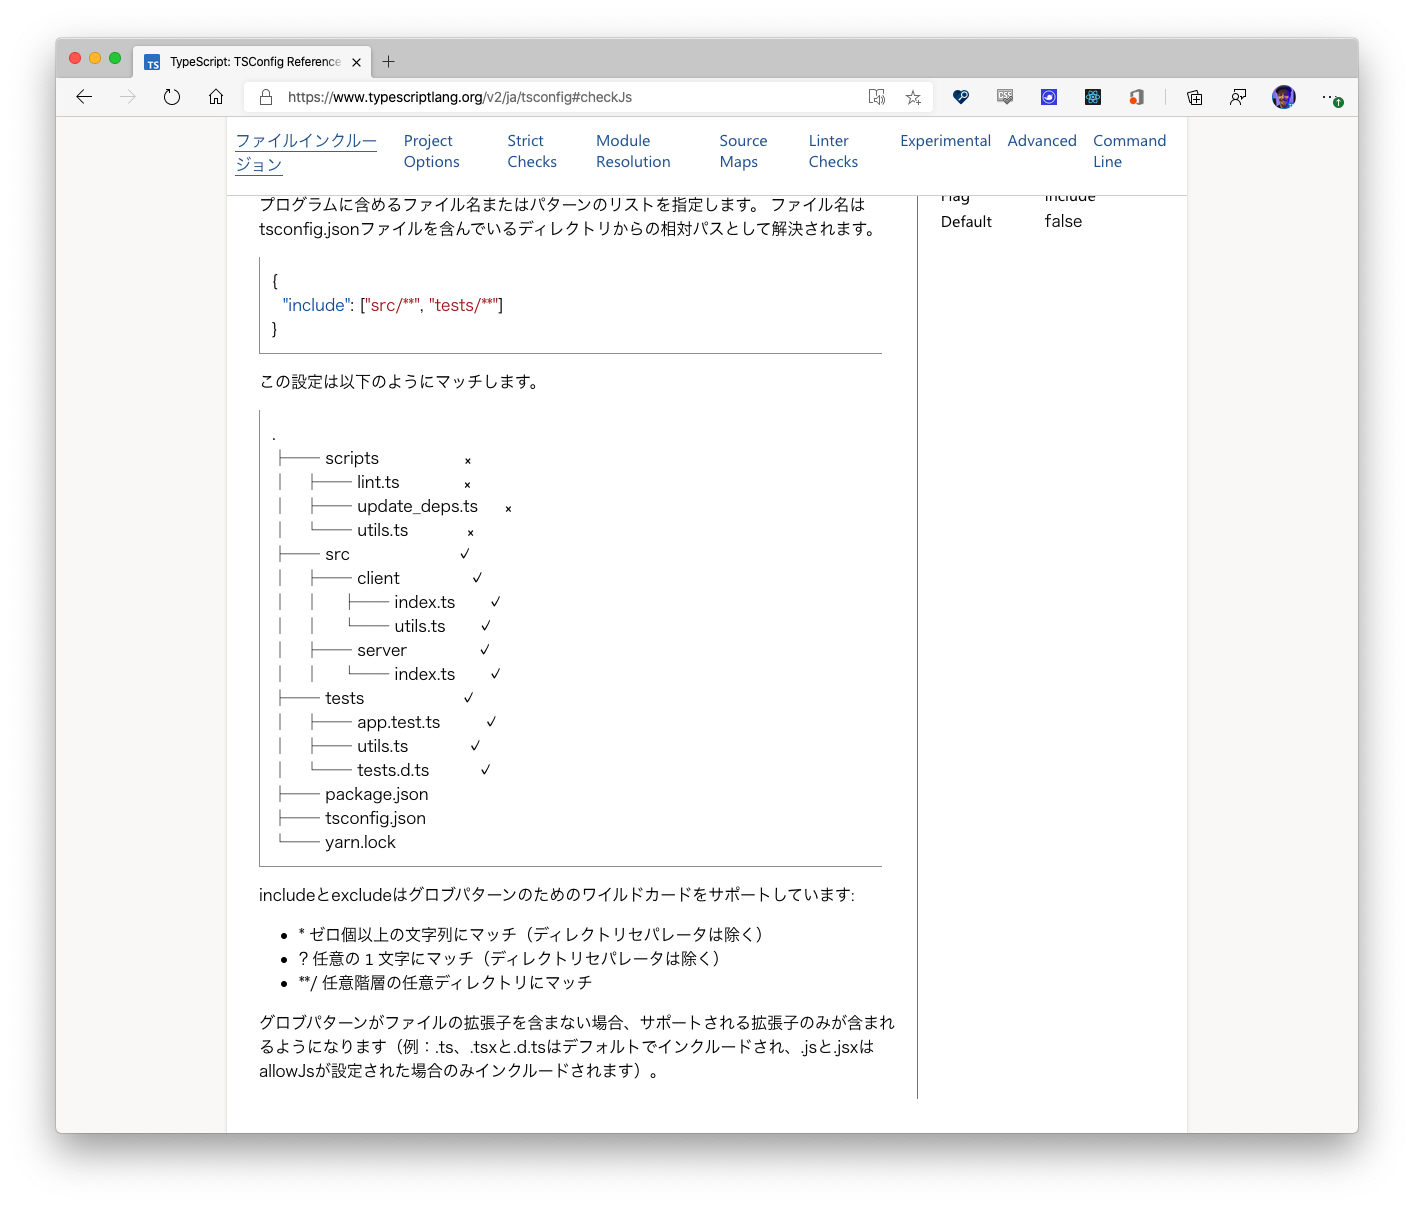 TypeScript: TSConfig Reference
https://www.typescriptlang.org/v2/ja/tsconfig#checkJs
ファイルインクルー
ジョン
Project
Options
Strict
Checks
Module
Resolution
Source
Maps
Linter
Checks
Experimental
Advanced
Command
Line
プログラムに含めるファイル名またはパターンのリストを指定します。 ファイル名は
tsconfig.jsonファイルを含んでいるディレクトリからの相対パスとして解決されます。
Flag include
Default false
{
"include": ["src/**", "tests/**"]
}
この設定は以下のようにマッチします。
.
├── scripts ×
│ ├── lint.ts ×
│ ├── update_deps.ts ×
│ └── utils.ts ×
├── src ✓
│ ├── client ✓
│ │ ├── index.ts ✓
│ │ └── utils.ts ✓
│ ├── server ✓
│ │ └── index.ts ✓
├── tests ✓
│ ├── app.test.ts ✓
│ ├── utils.ts ✓
│ └── tests.d.ts ✓
├── package.json
├── tsconfig.json
└── yarn.lock
includeとexcludeはグロブパターンのためのワイルドカードをサポートしています:
• * ゼロ個以上の文字列にマッチ（ディレクトリセパレータは除く）
• ? 任意の 1 文字にマッチ（ディレクトリセパレータは除く）
• **/ 任意階層の任意ディレクトリにマッチ
グロブパターンがファイルの拡張子を含まない場合、サポートされる拡張子のみが含まれ
るようになります（例：.ts、.tsxと.d.tsはデフォルトでインクルードされ、.jsと.jsxは
allowJsが設定された場合のみインクルードされます）。